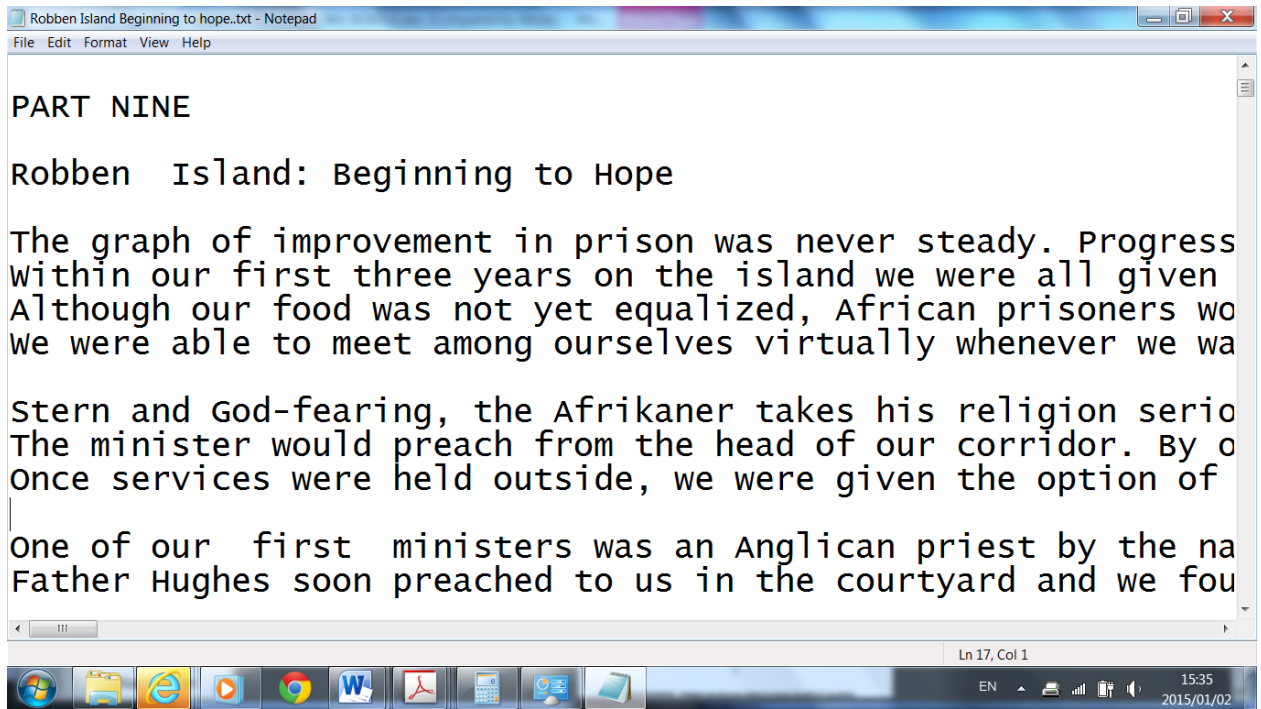 Robben Island Beginning to hope..txt - Notepad
File Edit Format View Help
PART NINE
Robben  Island: Beginning to Hope
The graph of improvement in prison was never steady. Progress
Within our first three years on the island we were all given
Although our food was not yet equalized, African prisoners wo
We were able to meet among ourselves virtually whenever we wa
Stern and God-fearing, the Afrikaner takes his religion serio
The minister would preach from the head of our corridor. By o
Once services were held outside, we were given the option of
One of our  first  ministers was an Anglican priest by the na
Father Hughes soon preached to us in the courtyard and we fou
Ln 17, Col 1
EN
15:35
2015/01/02